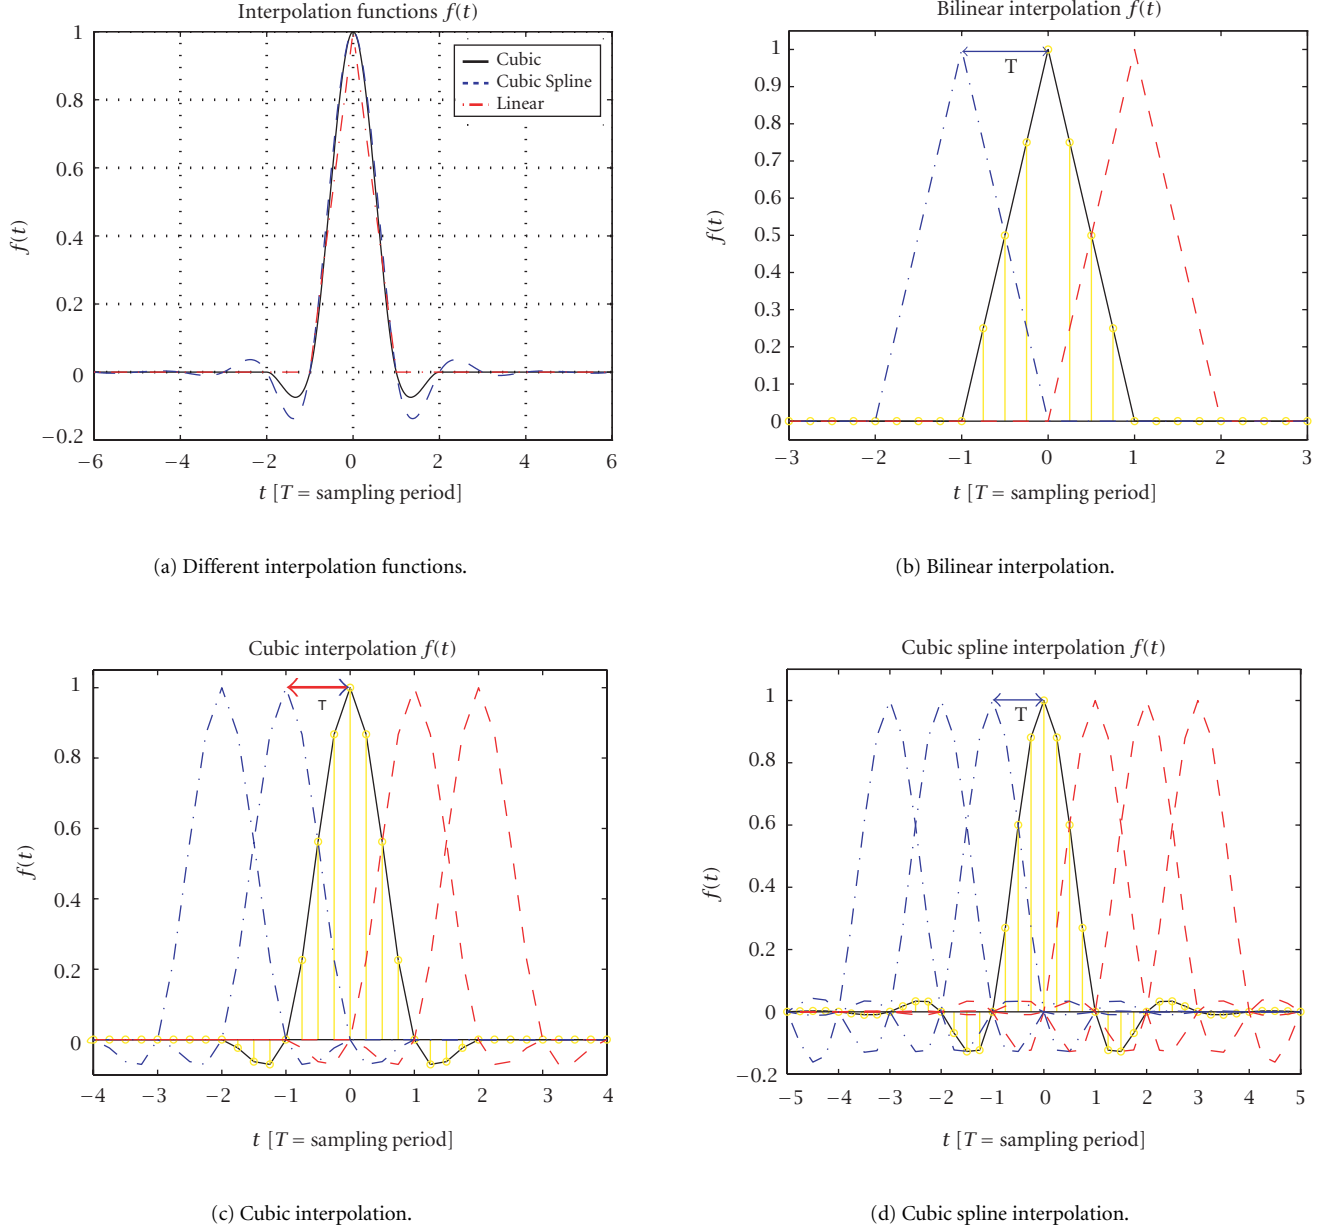 Interpolation functions f(t)
1
0.8
0.6
0.4
0.2
0
−0.2
f(t)
Cubic
Cubic Spline
Linear
−6 −4 −2 0 2 4 6
t [T = sampling period]
(a) Different interpolation functions.
Bilinear interpolation f(t)
1
0.9
0.8
0.7
0.6
0.5
0.4
0.3
0.2
0.1
0
f(t)
T
−3 −2 −1 0 1 2 3
t [T = sampling period]
(b) Bilinear interpolation.
Cubic interpolation f(t)
1
0.8
0.6
0.4
0.2
0
f(t)
T
−4 −3 −2 −1 0 1 2 3 4
t [T = sampling period]
(c) Cubic interpolation.
Cubic spline interpolation f(t)
1
0.8
0.6
0.4
0.2
0
−0.2
f(t)
T
−5 −4 −3 −2 −1 0 1 2 3 4 5
t [T = sampling period]
(d) Cubic spline interpolation.